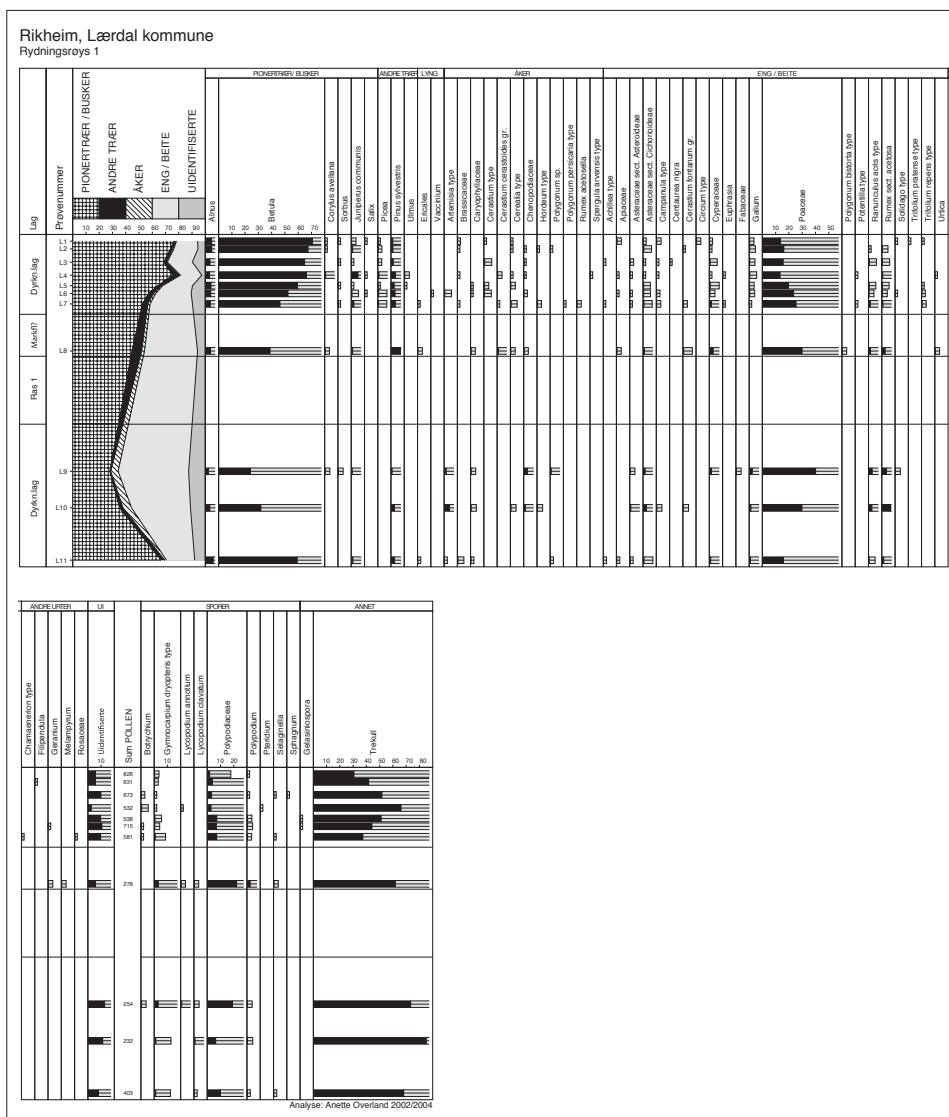 Rikheim, Lærdal kommune
Rydningsrøys 1
Lag
Prøvenummer
PIONERTRÆR / BUSKER
ANDRE TRÆR
ÅKER
ENG / BEITE
UIDENTIFISERTE
10 20 30 40 50 60 70 80 90
PIONERTRÆR/ BUSKER
ANDRE TRÆR
LYNG
ÅKER
ENG / BEITE
Alnus
Betula
Corylus avellana
Sorbus
Juniperus communis
Salix
Picea
Pinus sylvestris
Ulmus
Ericales
Vaccinium
Artemisia type
Brassicaceae
Caryophyllaceae
Cerastium type
Cerastium cerastoides gr.
Cerealia type
Chenopodiaceae
Hordeum type
Polygonum sp.
Polygonum persicaria type
Rumex acetosella
Spergula arvensis type
Achillea type
Apiaceae
Asteraceae sect. Asteroideae
Asteraceae sect. Cichorioideae
Campanula type
Centaurea nigra
Cerastium fontanum gr.
Circium type
Cyperaceae
Euphrasia
Fabaceae
Galium
Poaceae
Polygonum bistorta type
Potentilla type
Ranunculus acris type
Rumex sect. acetosa
Solidago type
Trifolium pratense type
Trifolium repens type
Urtica
10 20 30 40 50 60 70
10 20 30 40 50
Dyrkn.lag
L1
L2
L3
L4
L5
L6
L7
Markfl?
L8
Ras 1
Dyrkn.lag
L9
L10
L11
ANDRE URTER
UI
SPORER
ANNET
Chamaenerion type
Filipendula
Geranium
Melampyrum
Rosaceae
Uidentifiserte
Sum POLLEN
Botrychium
Gymnocarpium dryopteris type
Lycopodium annotium
Lycopodium clavatum
Polypodiaceae
Polypodium
Pteridium
Selaginella
Sphagnum
Gelasinospora
Trekull
10
10
10 20
10 20 30 40 50 60 70 80
626
631
673
532
538
715
581
278
254
232
403
Analyse: Anette Overland 2002/2004